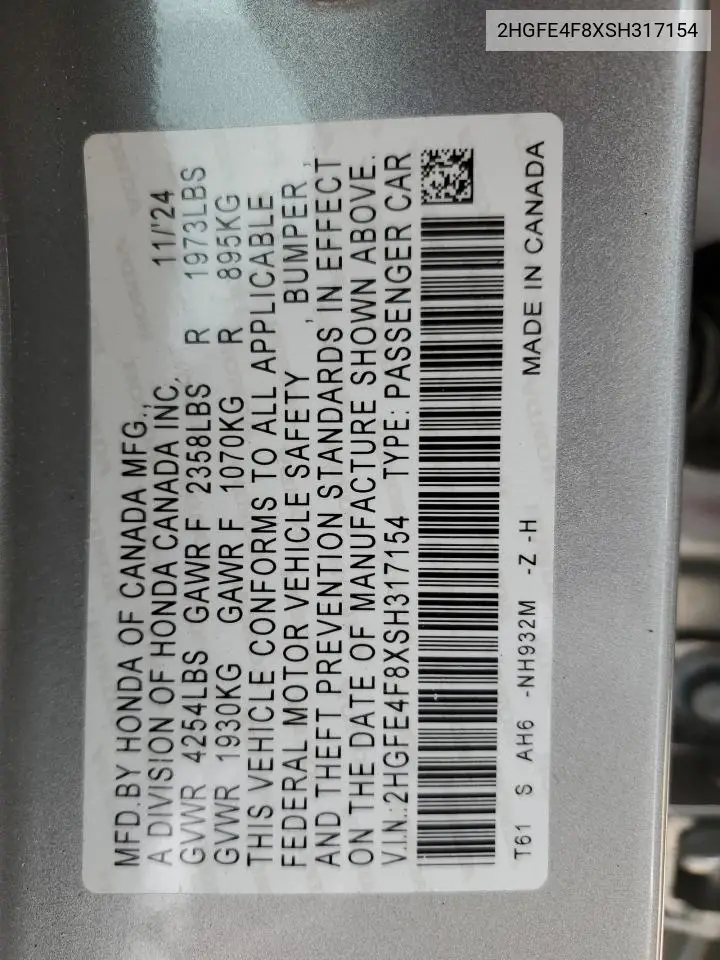 2HGFE4F8XSH317154
MFD.BY HONDA OF CANADA MFG.,
A DIVISION OF HONDA CANADA INC. 11/'24
GVWR 4254LBS GAWR F 2358LBS R 1973LBS
GVWR 1930KG GAWR F 1070KG R 895KG
THIS VEHICLE CONFORMS TO ALL APPLICABLE
FEDERAL MOTOR VEHICLE SAFETY , BUMPER ,
AND THEFT PREVENTION STANDARDS IN EFFECT
ON THE DATE OF MANUFACTURE SHOWN ABOVE.
V.I.N.:2HGFE4F8XSH317154 TYPE: PASSENGER CAR
T61 S AH6 -NH932M -Z -H
MADE IN CANADA